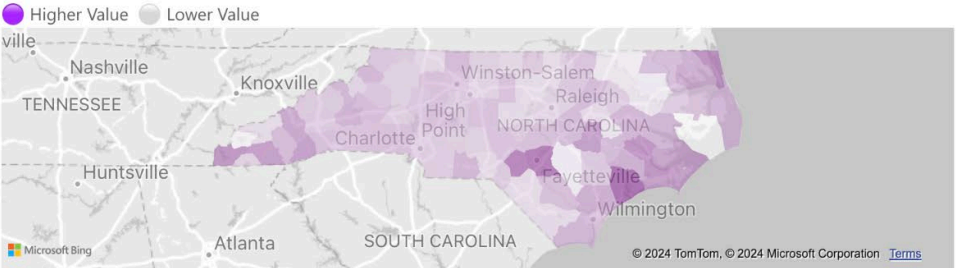 Higher Value Lower Value
ville
Nashville
Knoxville
Winston-Salem
TENNESSEE
Raleigh
High
Point
NORTH CAROLINA
Charlotte
Huntsville
Fayetteville
Wilmington
Atlanta
SOUTH CAROLINA
Microsoft Bing
© 2024 TomTom, © 2024 Microsoft Corporation Terms